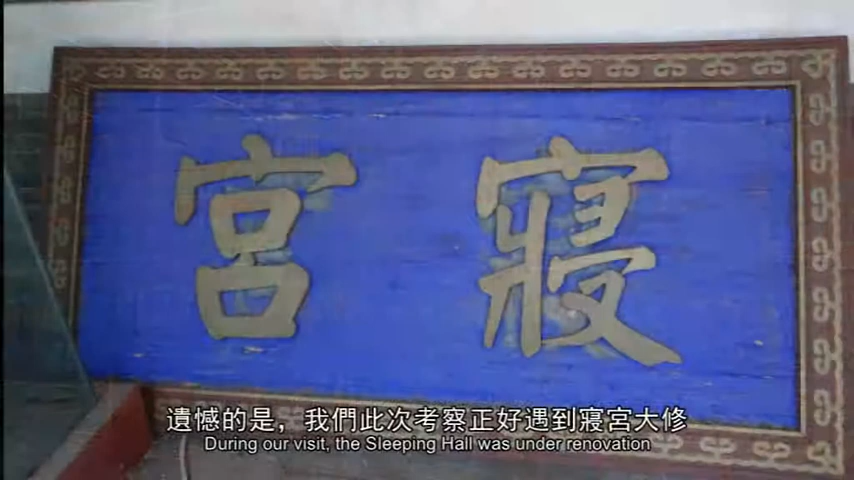 寢宮
遺憾的是，我們此次考察正好遇到寢宮大修
During our visit, the Sleeping Hall was under renovation